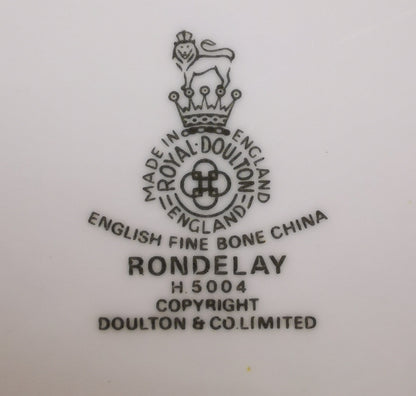 MADE IN ENGLAND
ROYAL·DOULTON
ENGLAND
ENGLISH FINE BONE CHINA
RONDELAY
H.5004
COPYRIGHT
DOULTON & CO.LIMITED